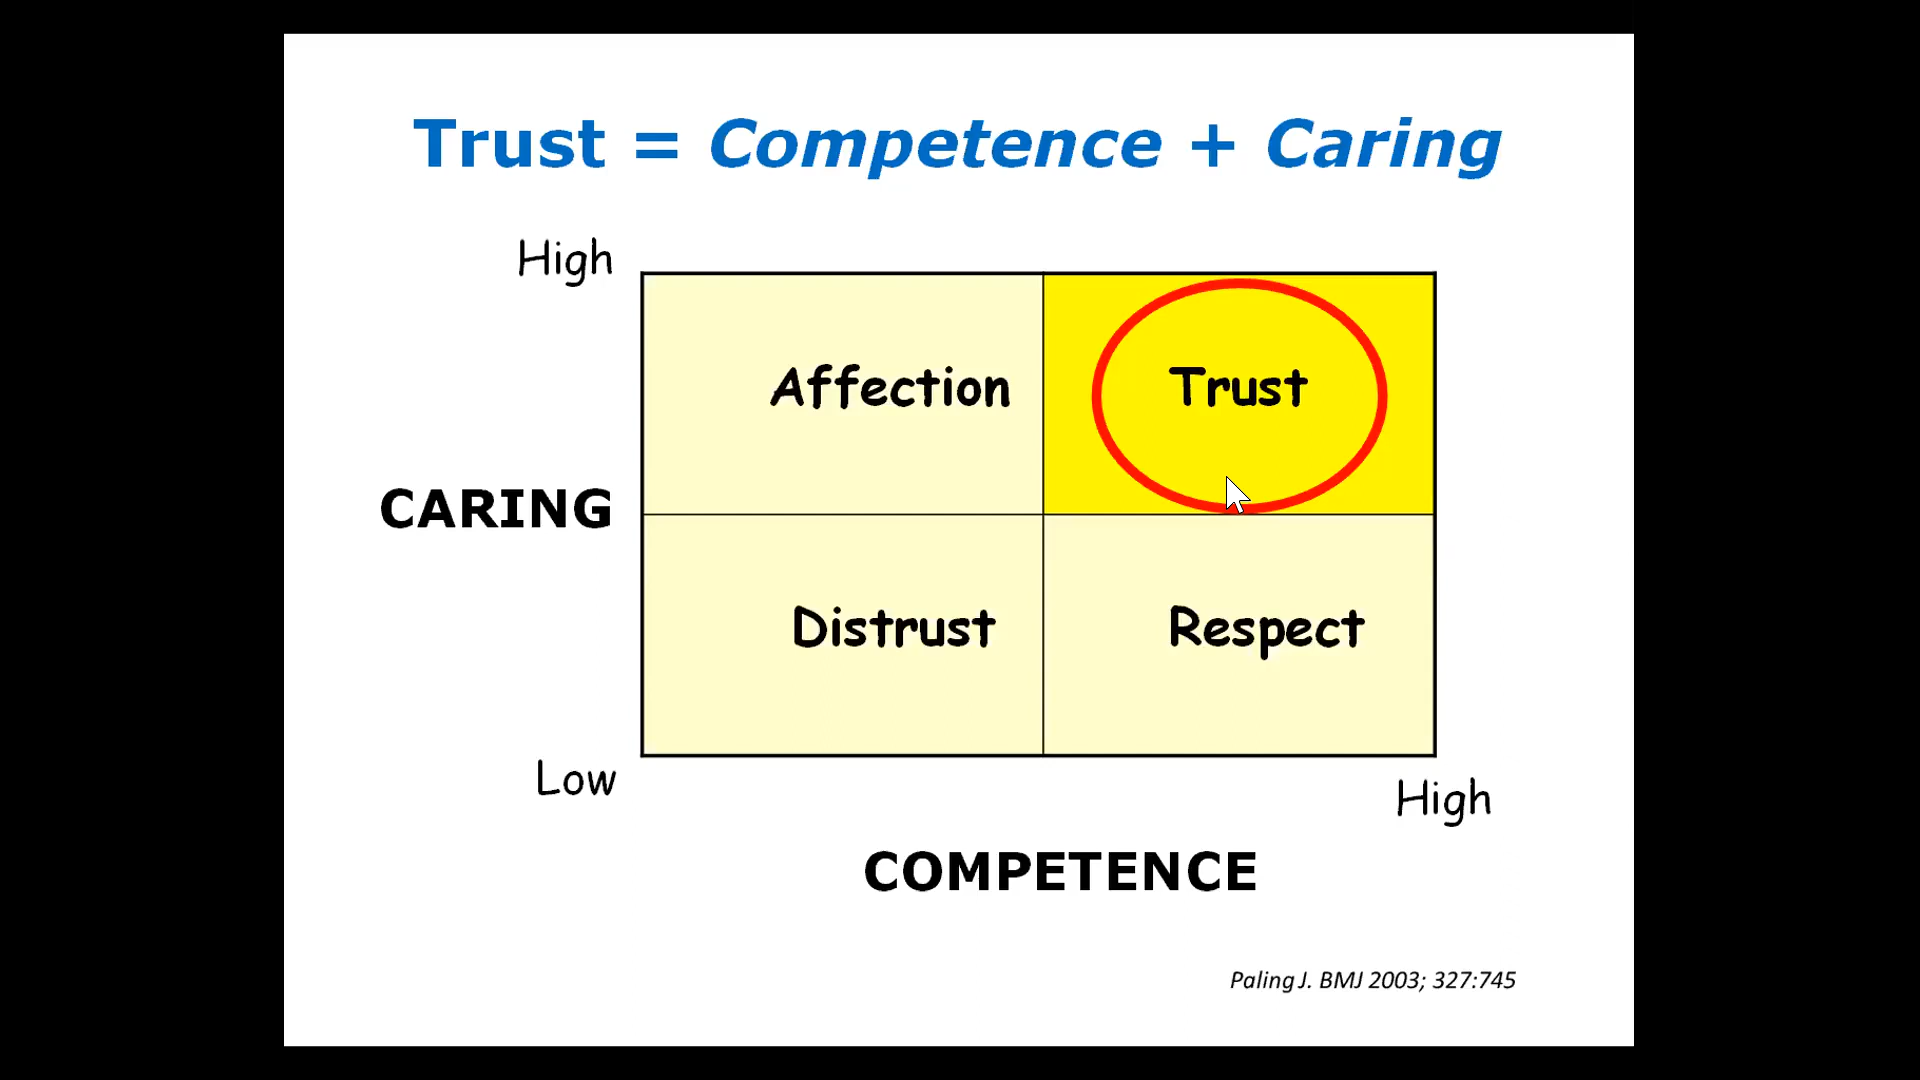 Trust = Competence + Caring
High
Affection
Trust
CARING
Distrust
Respect
Low
High
COMPETENCE
Paling J. BMJ 2003; 327:745